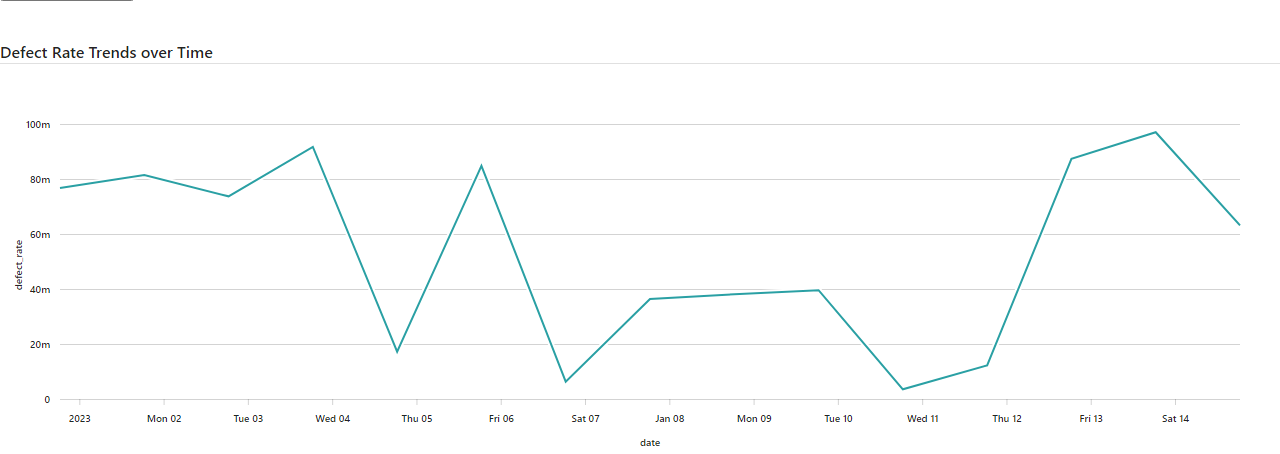 Defect Rate Trends over Time
100m
80m
60m
40m
20m
0
defect_rate
2023 Mon 02 Tue 03 Wed 04 Thu 05 Fri 06 Sat 07 Jan 08 Mon 09 Tue 10 Wed 11 Thu 12 Fri 13 Sat 14
date